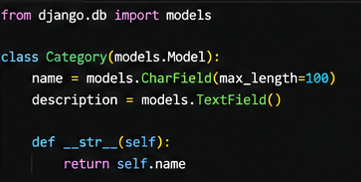 from django.db import models

class Category(models.Model):
    name = models.CharField(max_length=100)
    description = models.TextField()

    def __str__(self):
        return self.name